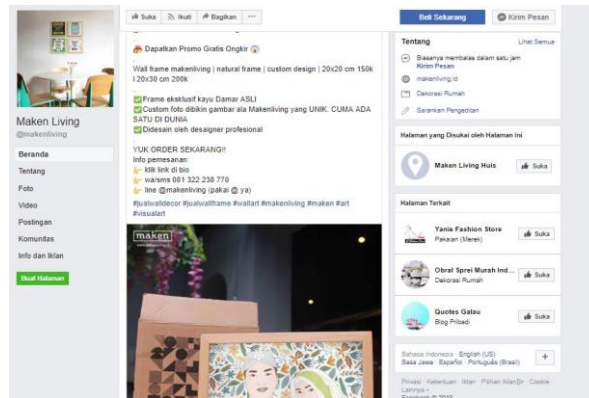 Suka Ikuti Bagikan ...
Beli Sekarang
Kirim Pesan
Maken Living
@makenliving
Beranda
Tentang
Foto
Video
Postingan
Komunitas
Info dan Iklan
Buat Halaman
Dapatkan Promo Gratis Ongkir
Wall frame makenliving | natural frame | custom design | 20x20 cm 150k
I 20x30 cm 200k
Frame eksklusif kayu Damar ASLI
Custom foto dibikin gambar ala Makenliving yang UNIK. CUMA ADA
SATU DI DUNIA
Didesain oleh desaigner profesional
YUK ORDER SEKARANG!!
Info pemesanan:
klik link di bio
wa/sms 081 322 238 770
line @makenliving (pakai @ ya)
#jualwalldecor #jualwallframe #wallart #makenliving #maken #art
#visualart
maken
Tentang
Lihat Semua
Biasanya membalas dalam satu jam
Kirim Pesan
makenliving.id
Dekorasi Rumah
Sarankan Pengeditan
Halaman yang Disukai oleh Halaman Ini
Maken Living Huis
Suka
Halaman Terkait
Yanie Fashion Store
Pakaian (Merek)
Suka
Obral Sprei Murah Ind...
Dekorasi Rumah
Suka
Quotes Galau
Blog Pribadi
Suka
Bahasa Indonesia · English (US)
Basa Jawa · Español · Português (Brasil)
+
Privasi · Ketentuan · Iklan · Pilihan Iklan · Cookie ·
Lainnya
Facebook © 2019